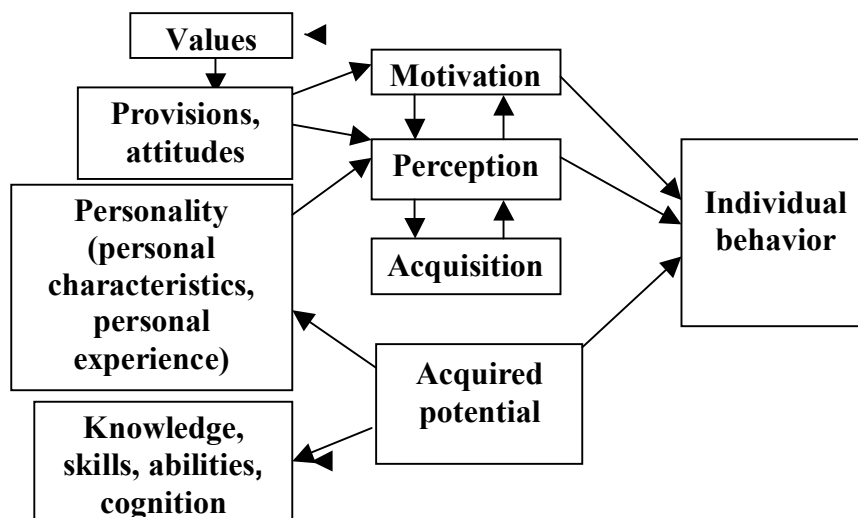 Values
Provisions,
attitudes
Personality
(personal
characteristics,
personal
experience)
Knowledge,
skills, abilities,
cognition
Motivation
Perception
Acquisition
Acquired
potential
Individual
behavior